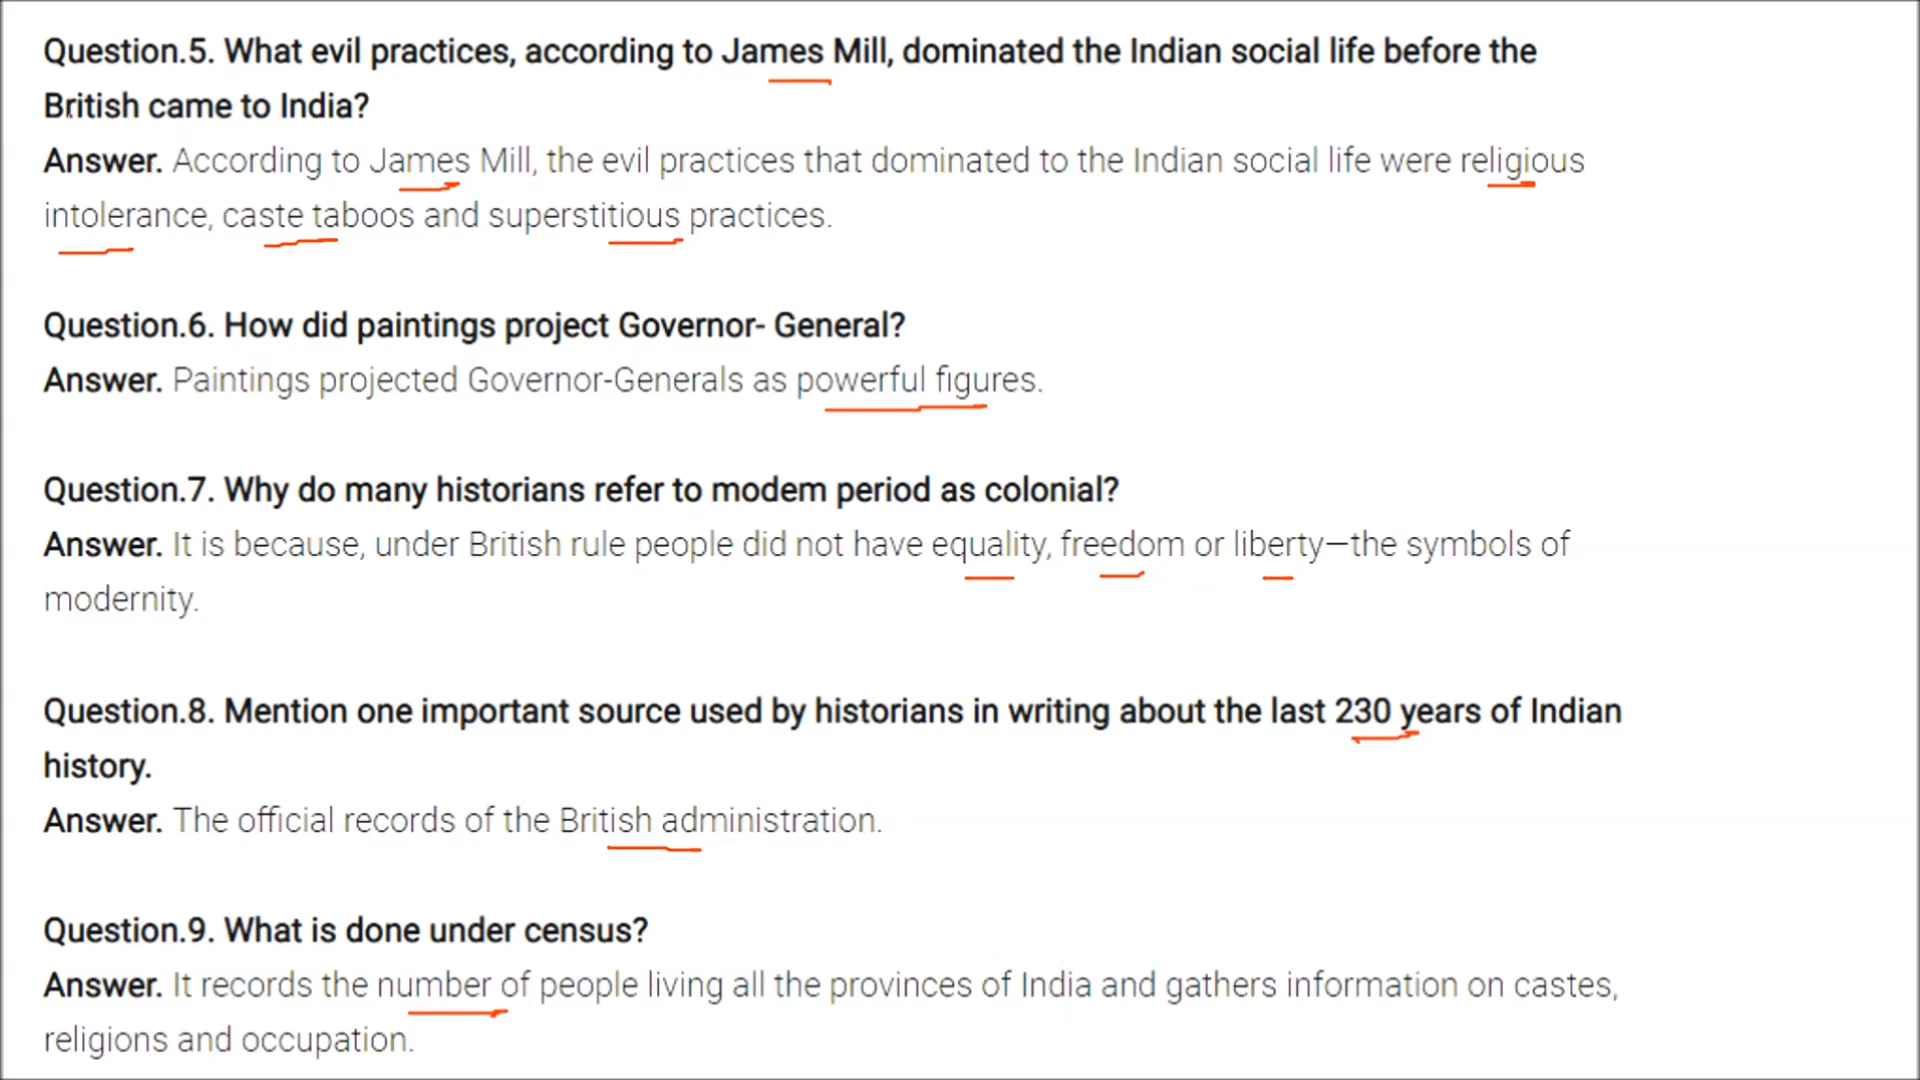 Question.5. What evil practices, according to James Mill, dominated the Indian social life before the
British came to India?
Answer. According to James Mill, the evil practices that dominated to the Indian social life were religious
intolerance, caste taboos and superstitious practices.
Question.6. How did paintings project Governor- General?
Answer. Paintings projected Governor-Generals as powerful figures.
Question.7. Why do many historians refer to modem period as colonial?
Answer. It is because, under British rule people did not have equality, freedom or liberty—the symbols of
modernity.
Question.8. Mention one important source used by historians in writing about the last 230 years of Indian
history.
Answer. The official records of the British administration.
Question.9. What is done under census?
Answer. It records the number of people living all the provinces of India and gathers information on castes,
religions and occupation.